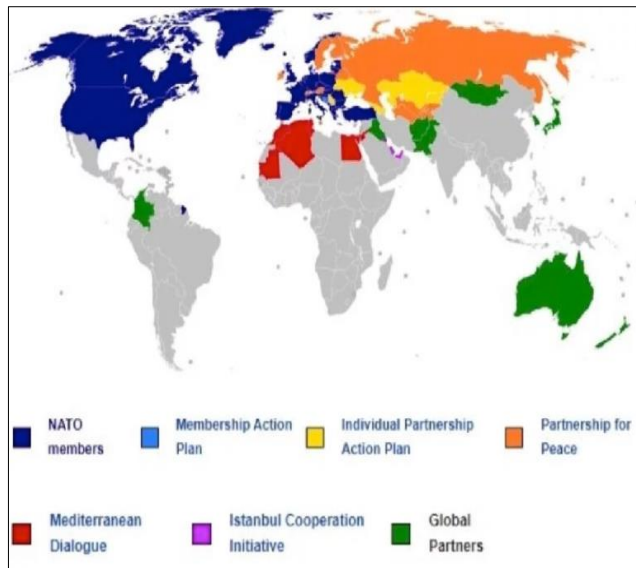 NATO
members
Membership Action
Plan
Individual Partnership
Action Plan
Partnership for
Peace
Mediterranean
Dialogue
Istanbul Cooperation
Initiative
Global
Partners